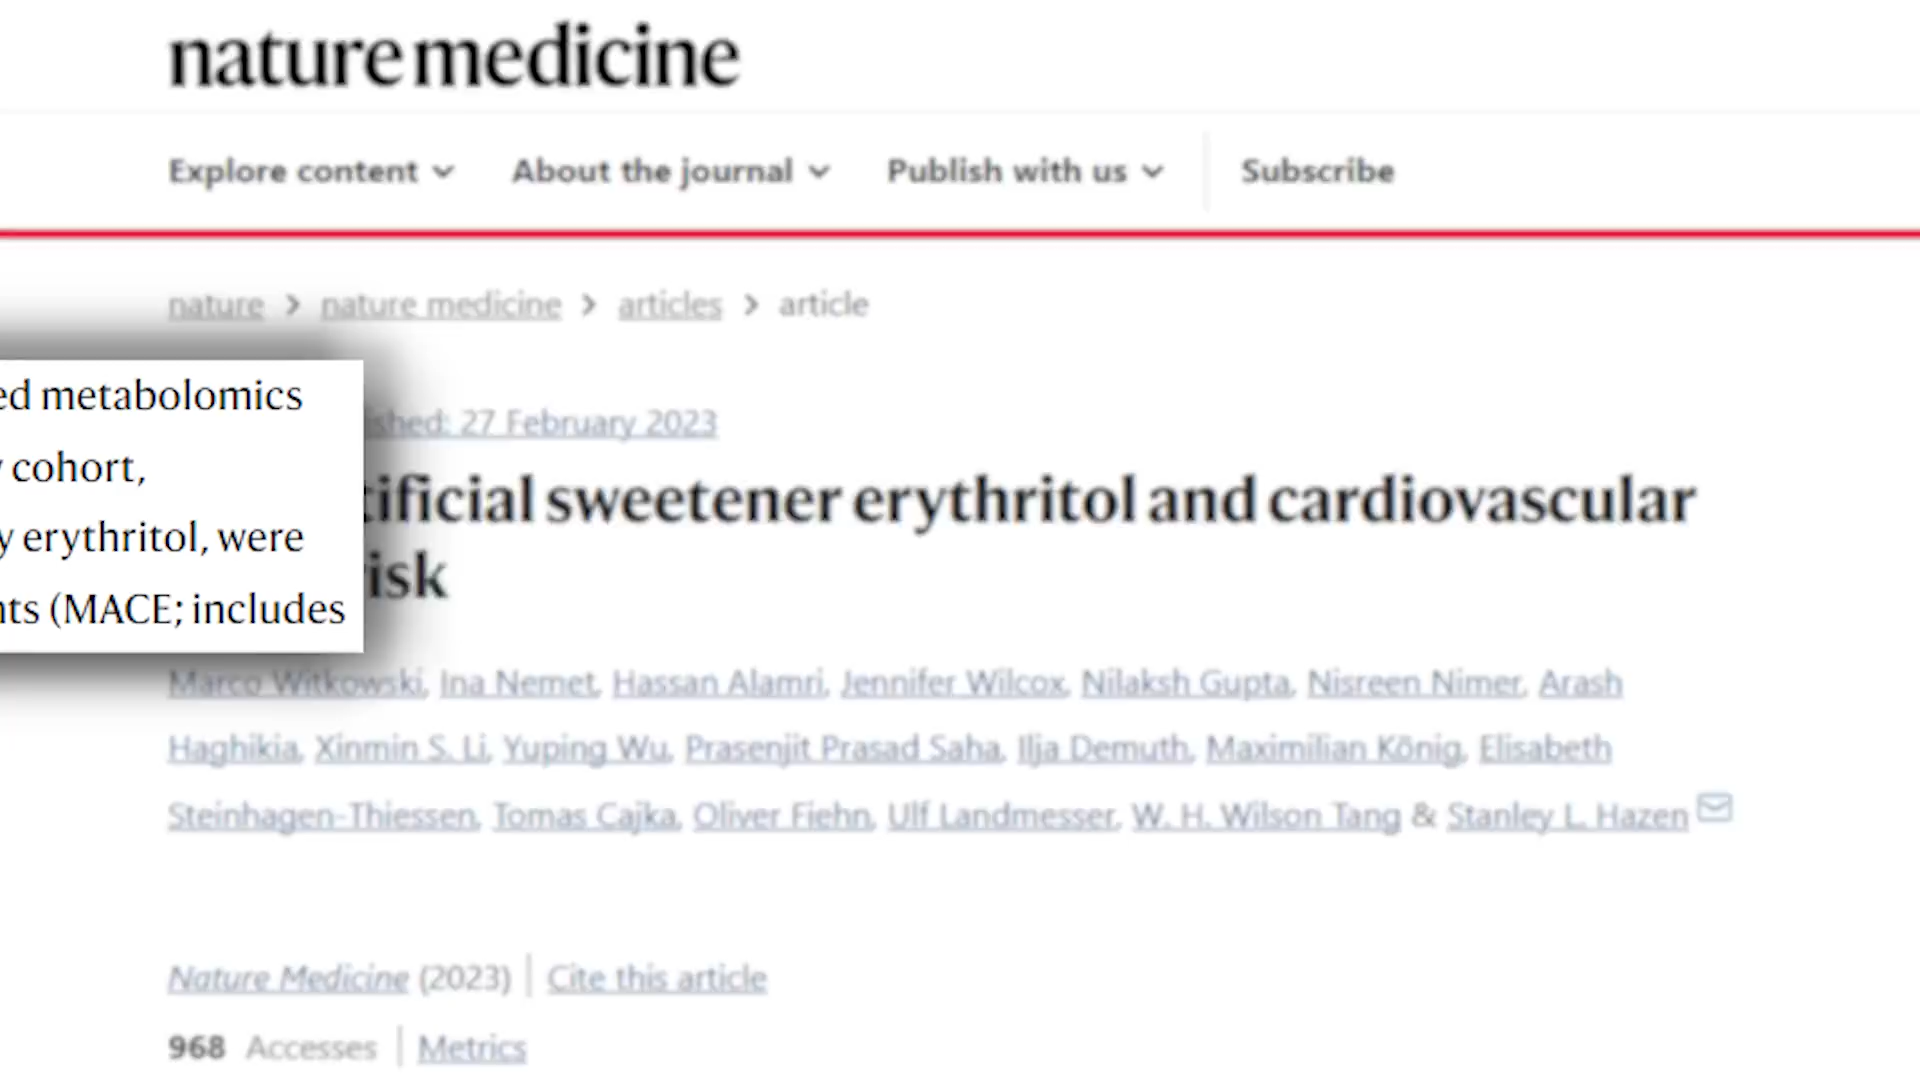 nature medicine
Explore content
About the journal
Publish with us
Subscribe
nature > nature medicine > articles > article
ed metabolomics
cohort,
y erythritol, were
nts (MACE; includes
shed: 27 February 2023
tificial sweetener erythritol and cardiovascular
isk
Marco Witkowski, Ina Nemet, Hassan Alamri, Jennifer Wilcox, Nilaksh Gupta, Nisreen Nimer, Arash
Haghikia, Xinmin S. Li, Yuping Wu, Prasenjit Prasad Saha, Ilja Demuth, Maximilian König, Elisabeth
Steinhagen-Thiessen, Tomas Cajka, Oliver Fiehn, Ulf Landmesser, W. H. Wilson Tang & Stanley L. Hazen
Nature Medicine (2023) | Cite this article
968 Accesses | Metrics